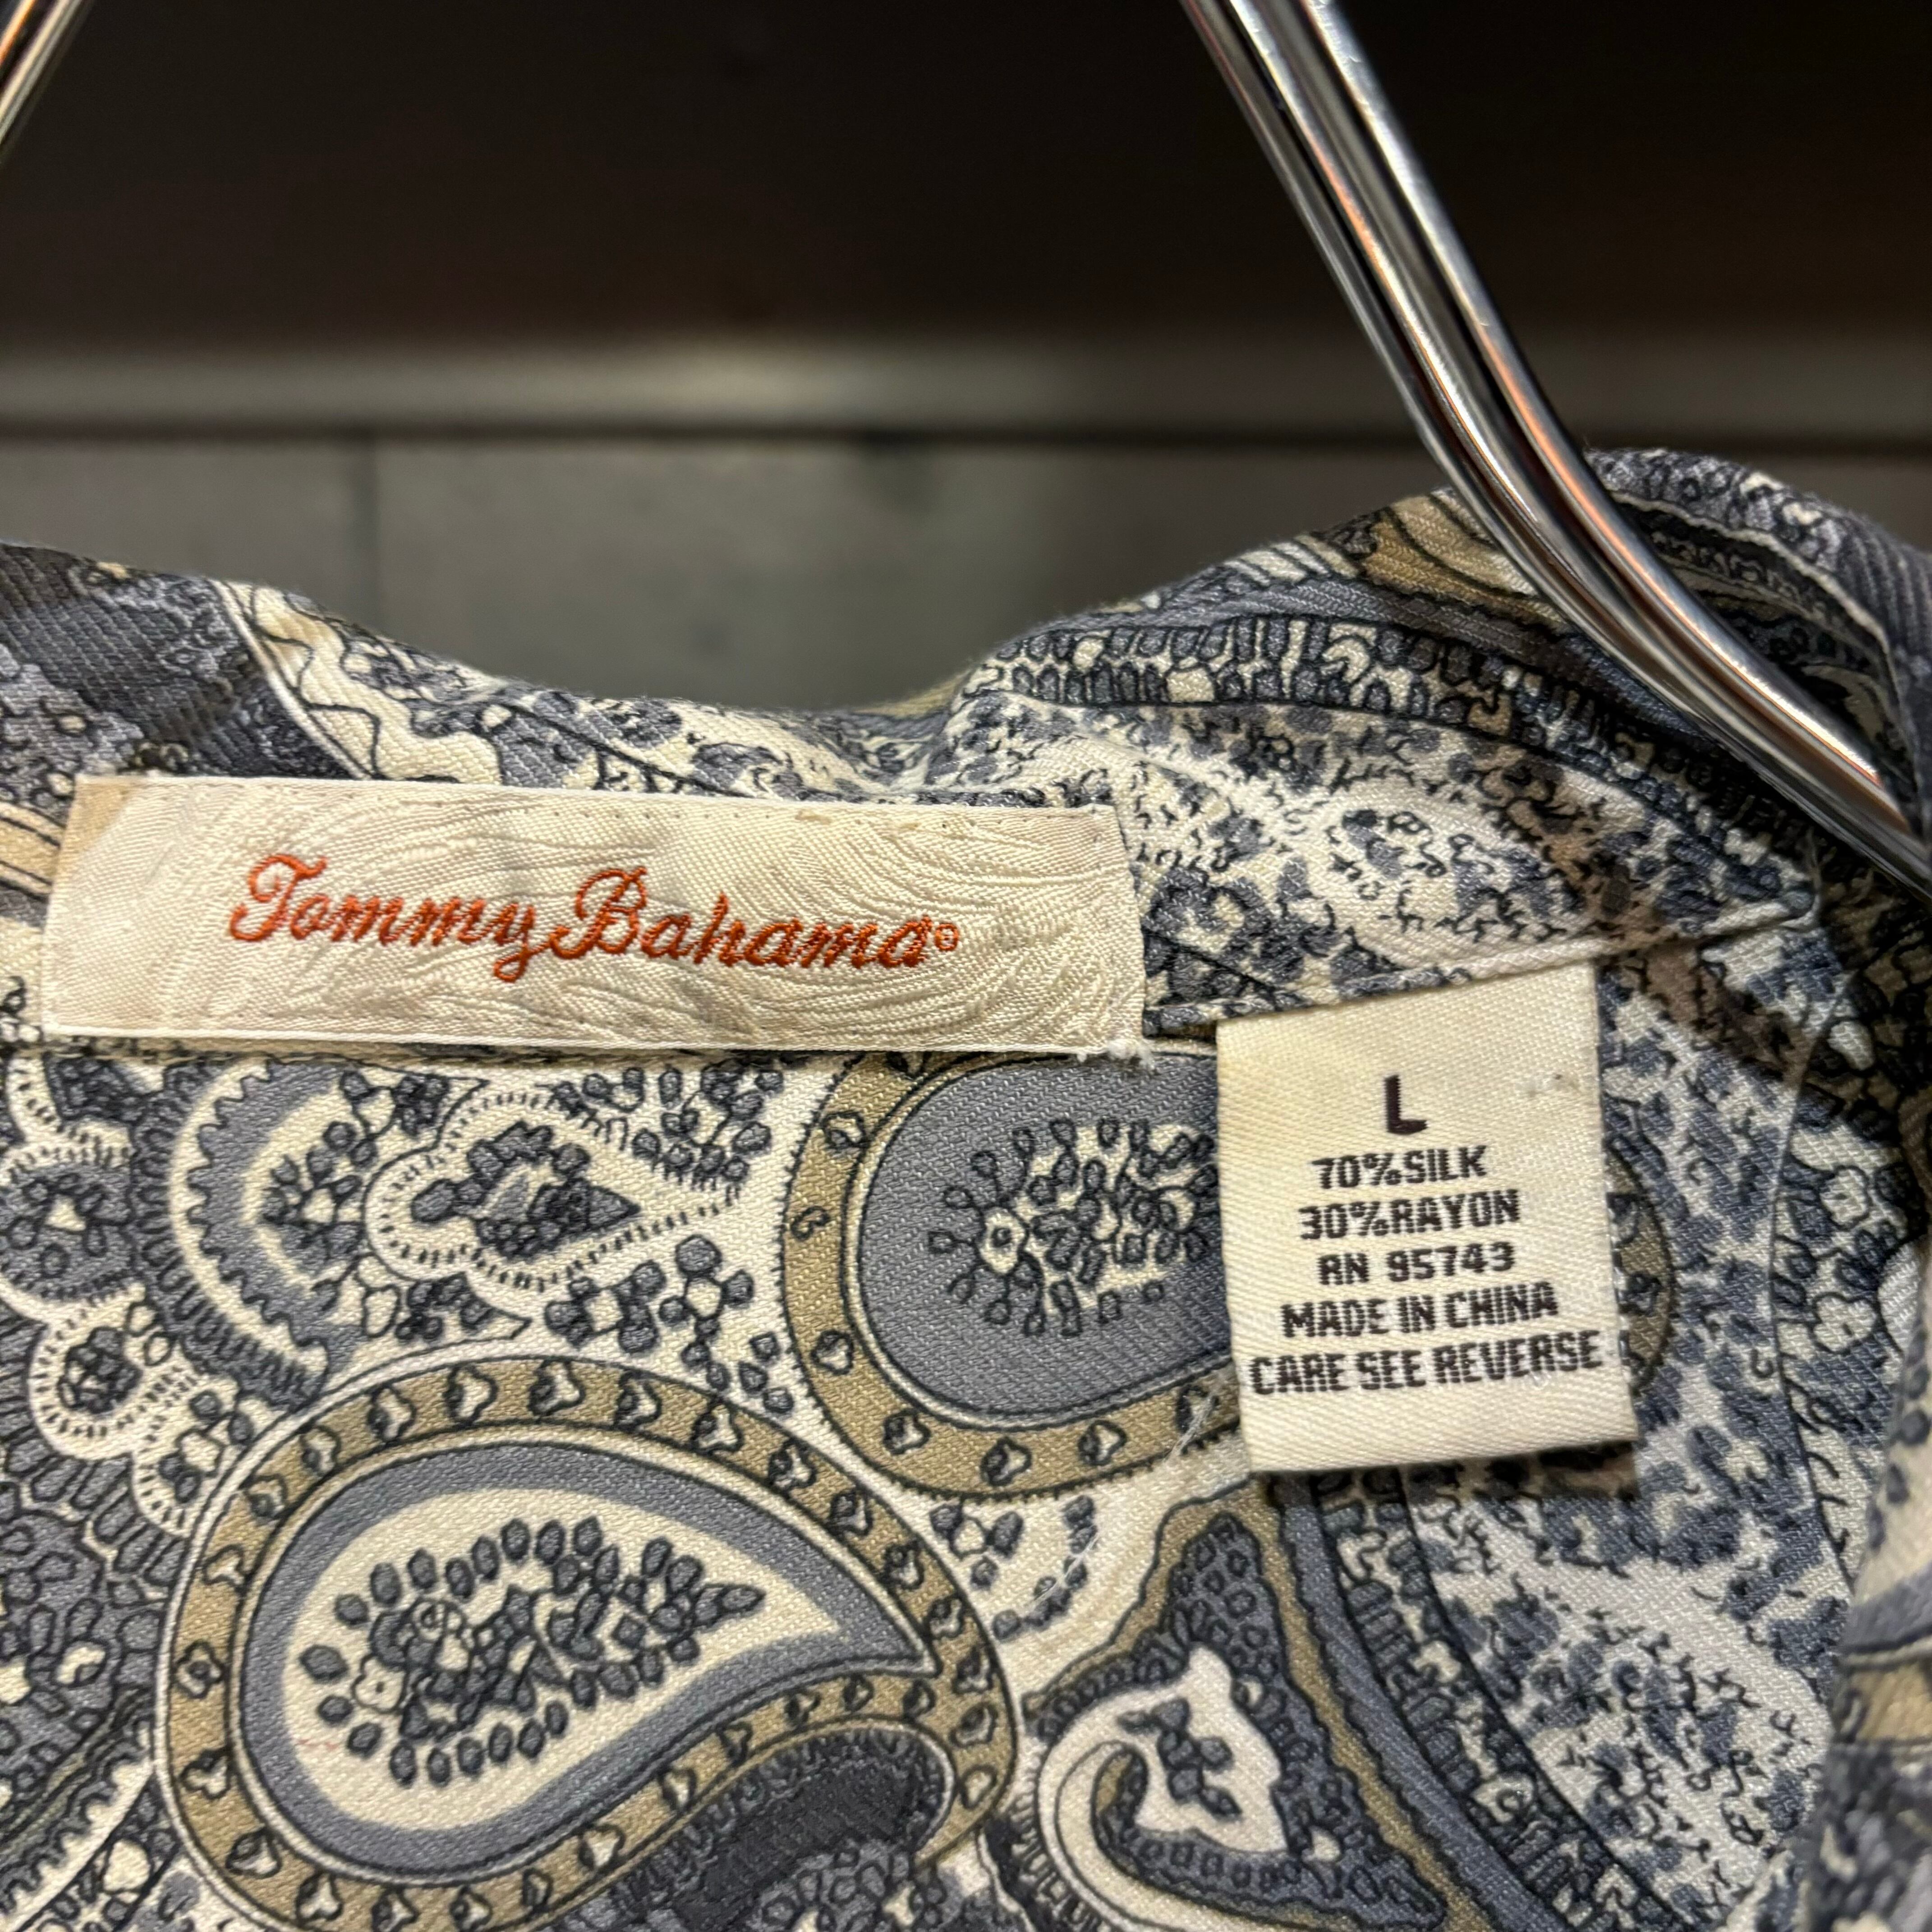 Tommy Bahama®
L
70%SILK
30%RAYON
RN 95743
MADE IN CHINA
CARE SEE REVERSE